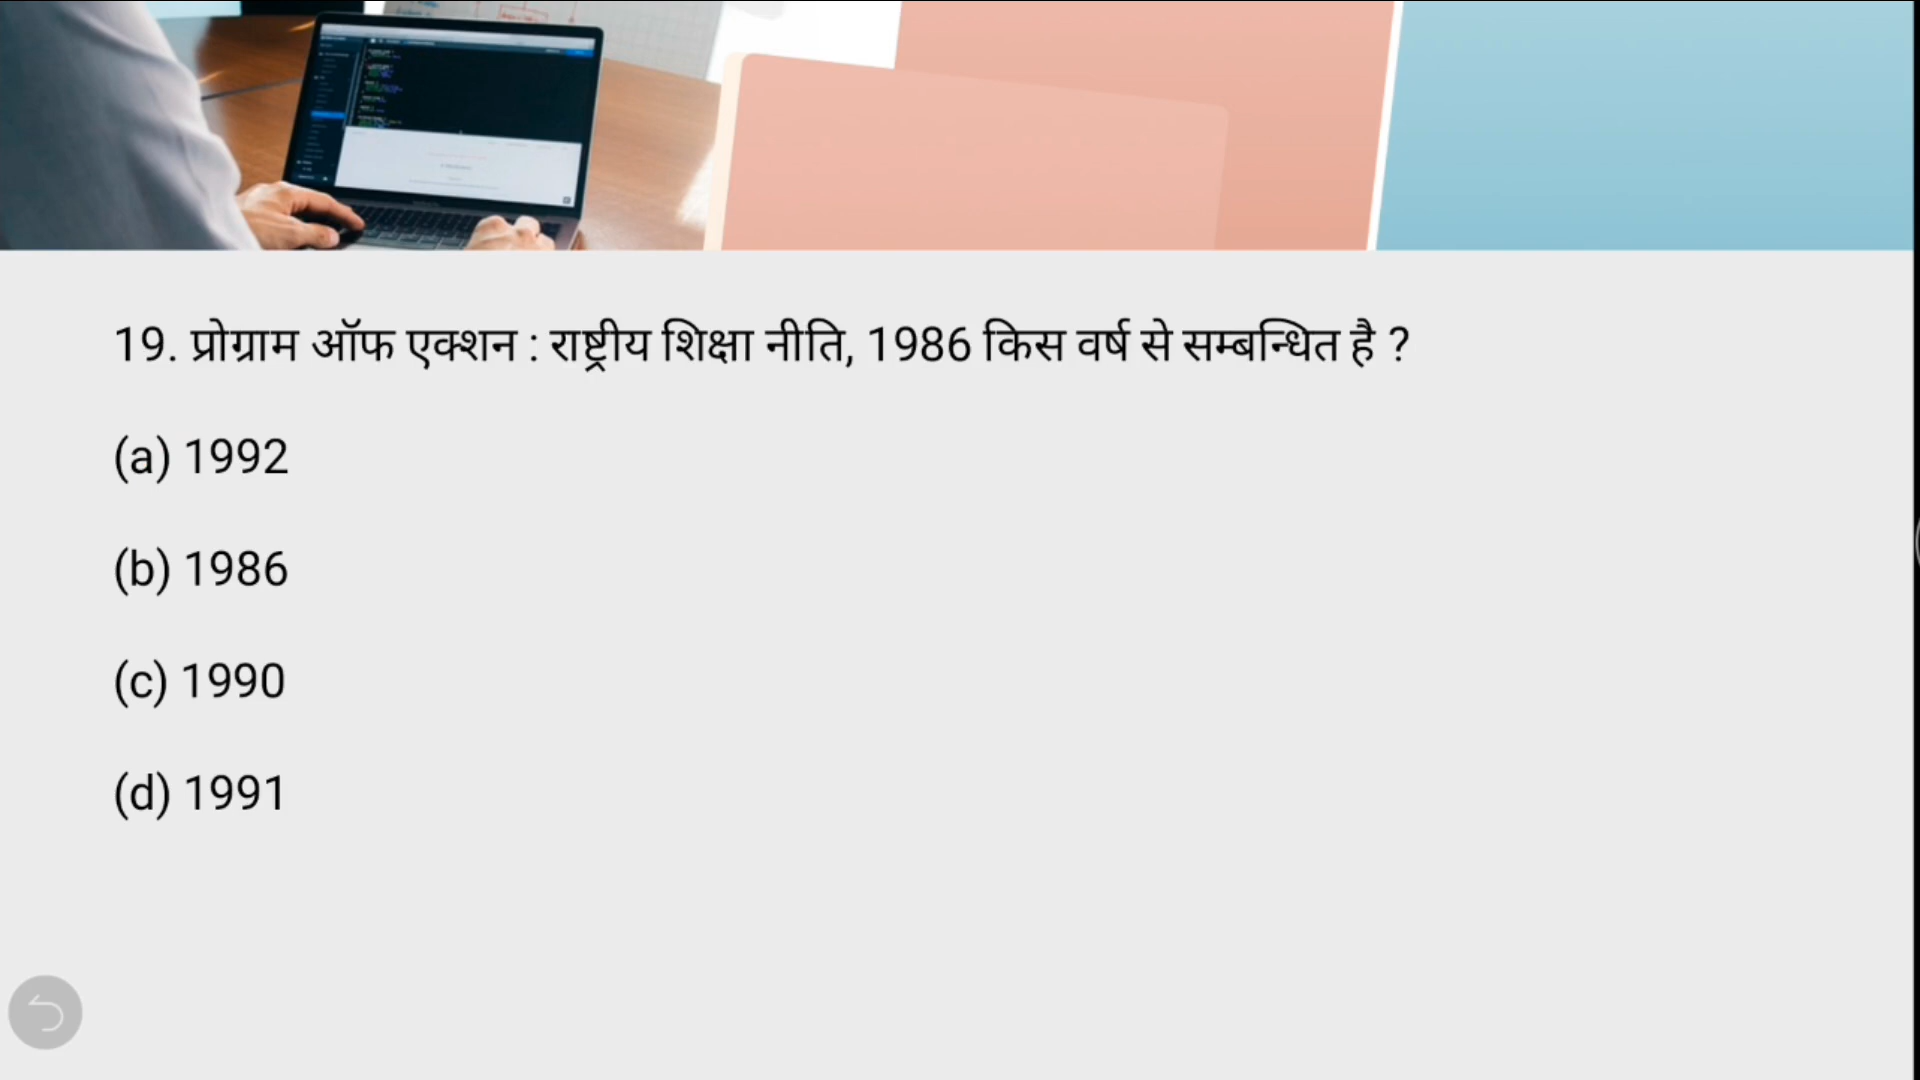 19. प्रोग्राम ऑफ एक्शन : राष्ट्रीय शिक्षा नीति, 1986 किस वर्ष से सम्बन्धित है ?
(a) 1992
(b) 1986
(c) 1990
(d) 1991